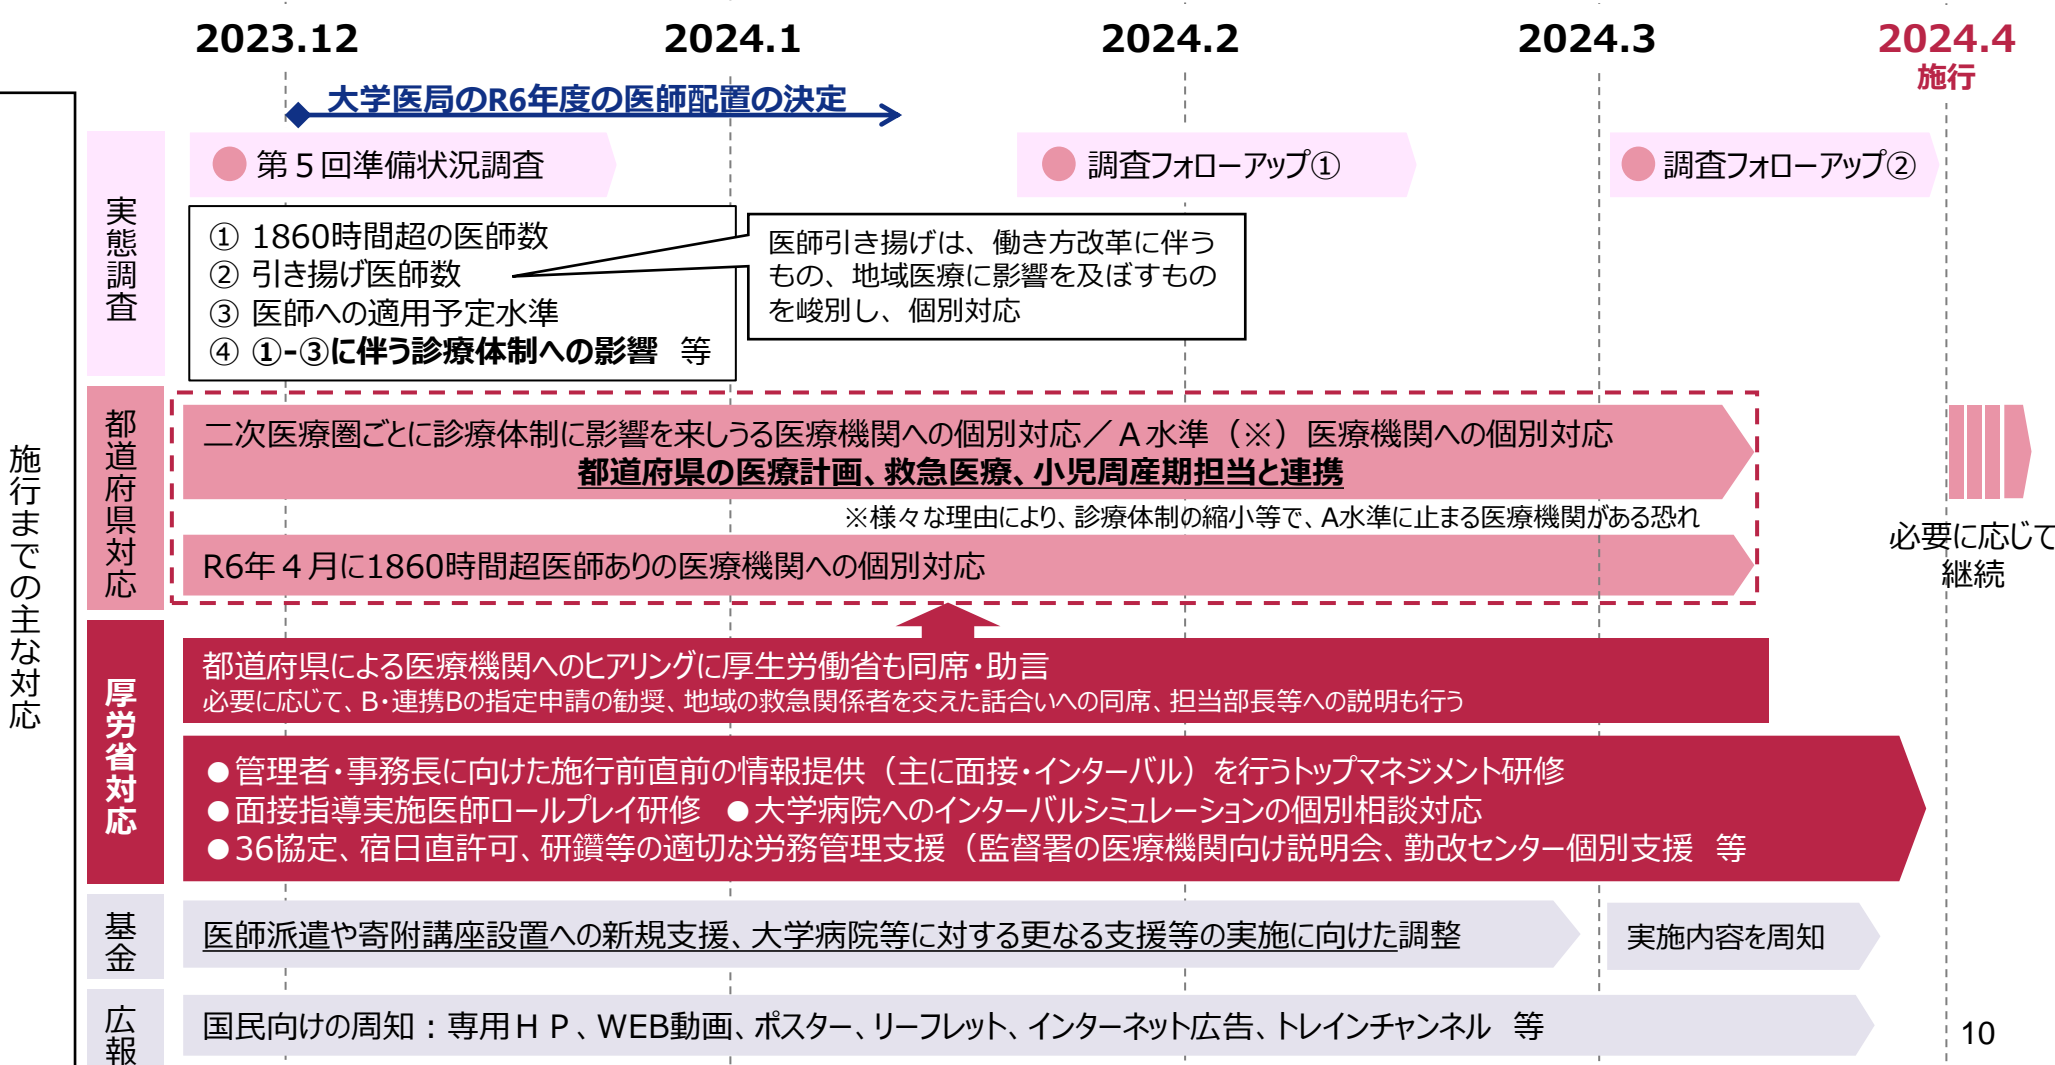 2023.12
2024.1
2024.2
2024.3
2024.4
施行
大学医局のR6年度の医師配置の決定
施行までの主な対応
実態調査
第５回準備状況調査
調査フォローアップ①
調査フォローアップ②
① 1860時間超の医師数
② 引き揚げ医師数
③ 医師への適用予定水準
④ ①-③に伴う診療体制への影響　等
医師引き揚げは、働き方改革に伴う
もの、地域医療に影響を及ぼすもの
を峻別し、個別対応
都道府県対応
二次医療圏ごとに診療体制に影響を来しうる医療機関への個別対応／Ａ水準（※）医療機関への個別対応
都道府県の医療計画、救急医療、小児周産期担当と連携
※様々な理由により、診療体制の縮小等で、A水準に止まる医療機関がある恐れ
R6年４月に1860時間超医師ありの医療機関への個別対応
必要に応じて
継続
厚労省対応
都道府県による医療機関へのヒアリングに厚生労働省も同席・助言
必要に応じて、B・連携Bの指定申請の勧奨、地域の救急関係者を交えた話合いへの同席、担当部長等への説明も行う
●管理者・事務長に向けた施行前直前の情報提供（主に面接・インターバル）を行うトップマネジメント研修
●面接指導実施医師ロールプレイ研修　●大学病院へのインターバルシミュレーションの個別相談対応
●36協定、宿日直許可、研鑽等の適切な労務管理支援（監督署の医療機関向け説明会、勤改センター個別支援　等
基金
医師派遣や寄附講座設置への新規支援、大学病院等に対する更なる支援等の実施に向けた調整
実施内容を周知
広報
国民向けの周知：専用ＨＰ、WEB動画、ポスター、リーフレット、インターネット広告、トレインチャンネル　等
10